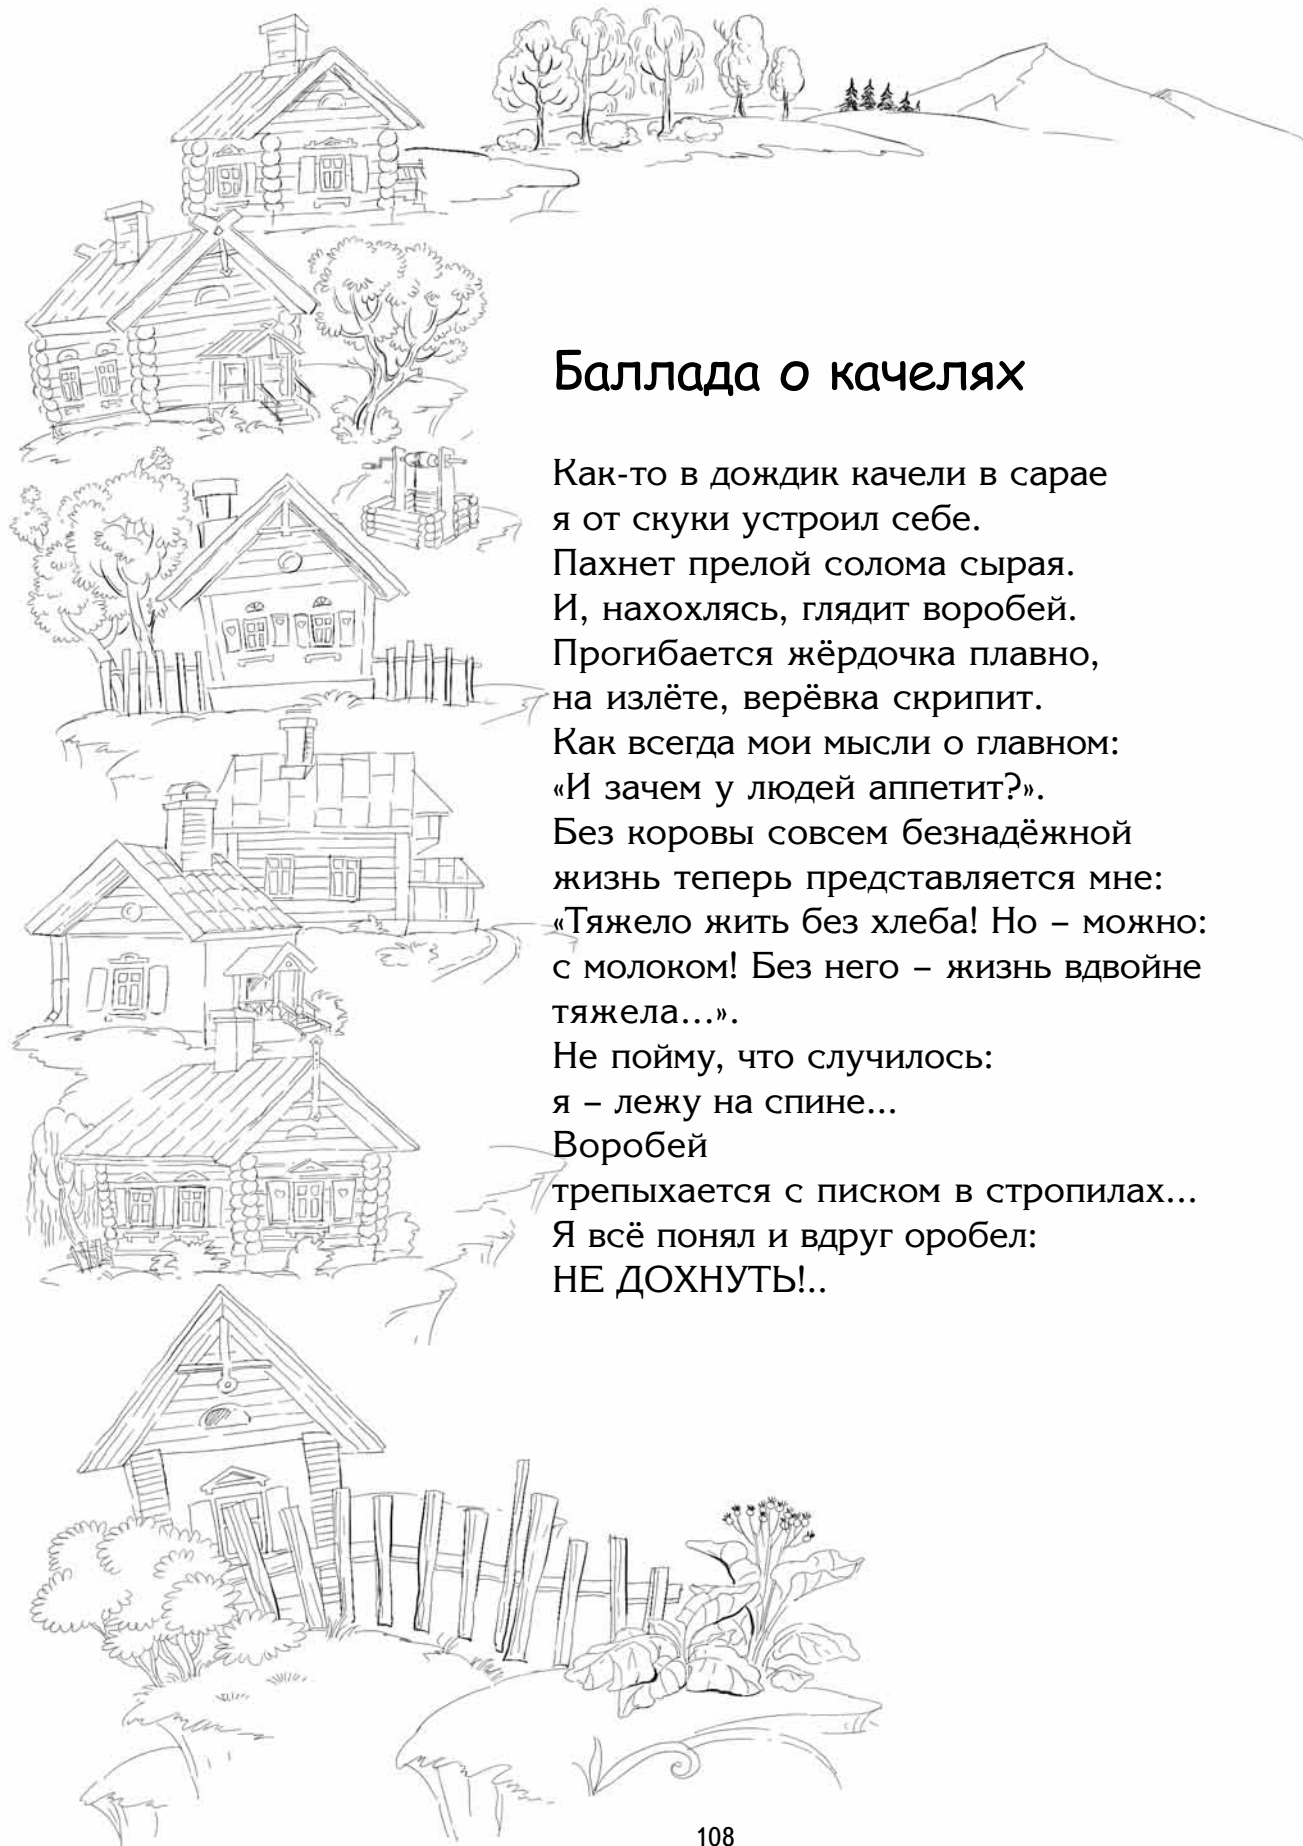 Баллада о качелях
Как-то в дождик качели в сарае
я от скуки устроил себе.
Пахнет прелой солома сырая.
И, нахохлясь, глядит воробей.
Прогибается жёрдочка плавно,
на излёте, верёвка скрипит.
Как всегда мои мысли о главном:
«И зачем у людей аппетит?».
Без коровы совсем безнадёжной
жизнь теперь представляется мне:
«Тяжело жить без хлеба! Но – можно:
с молоком! Без него – жизнь вдвойне
тяжела...».
Не пойму, что случилось:
я – лежу на спине...
Воробей
трепыхается с писком в стропилах...
Я всё понял и вдруг оробел:
НЕ ДОХНУТЬ!..
108